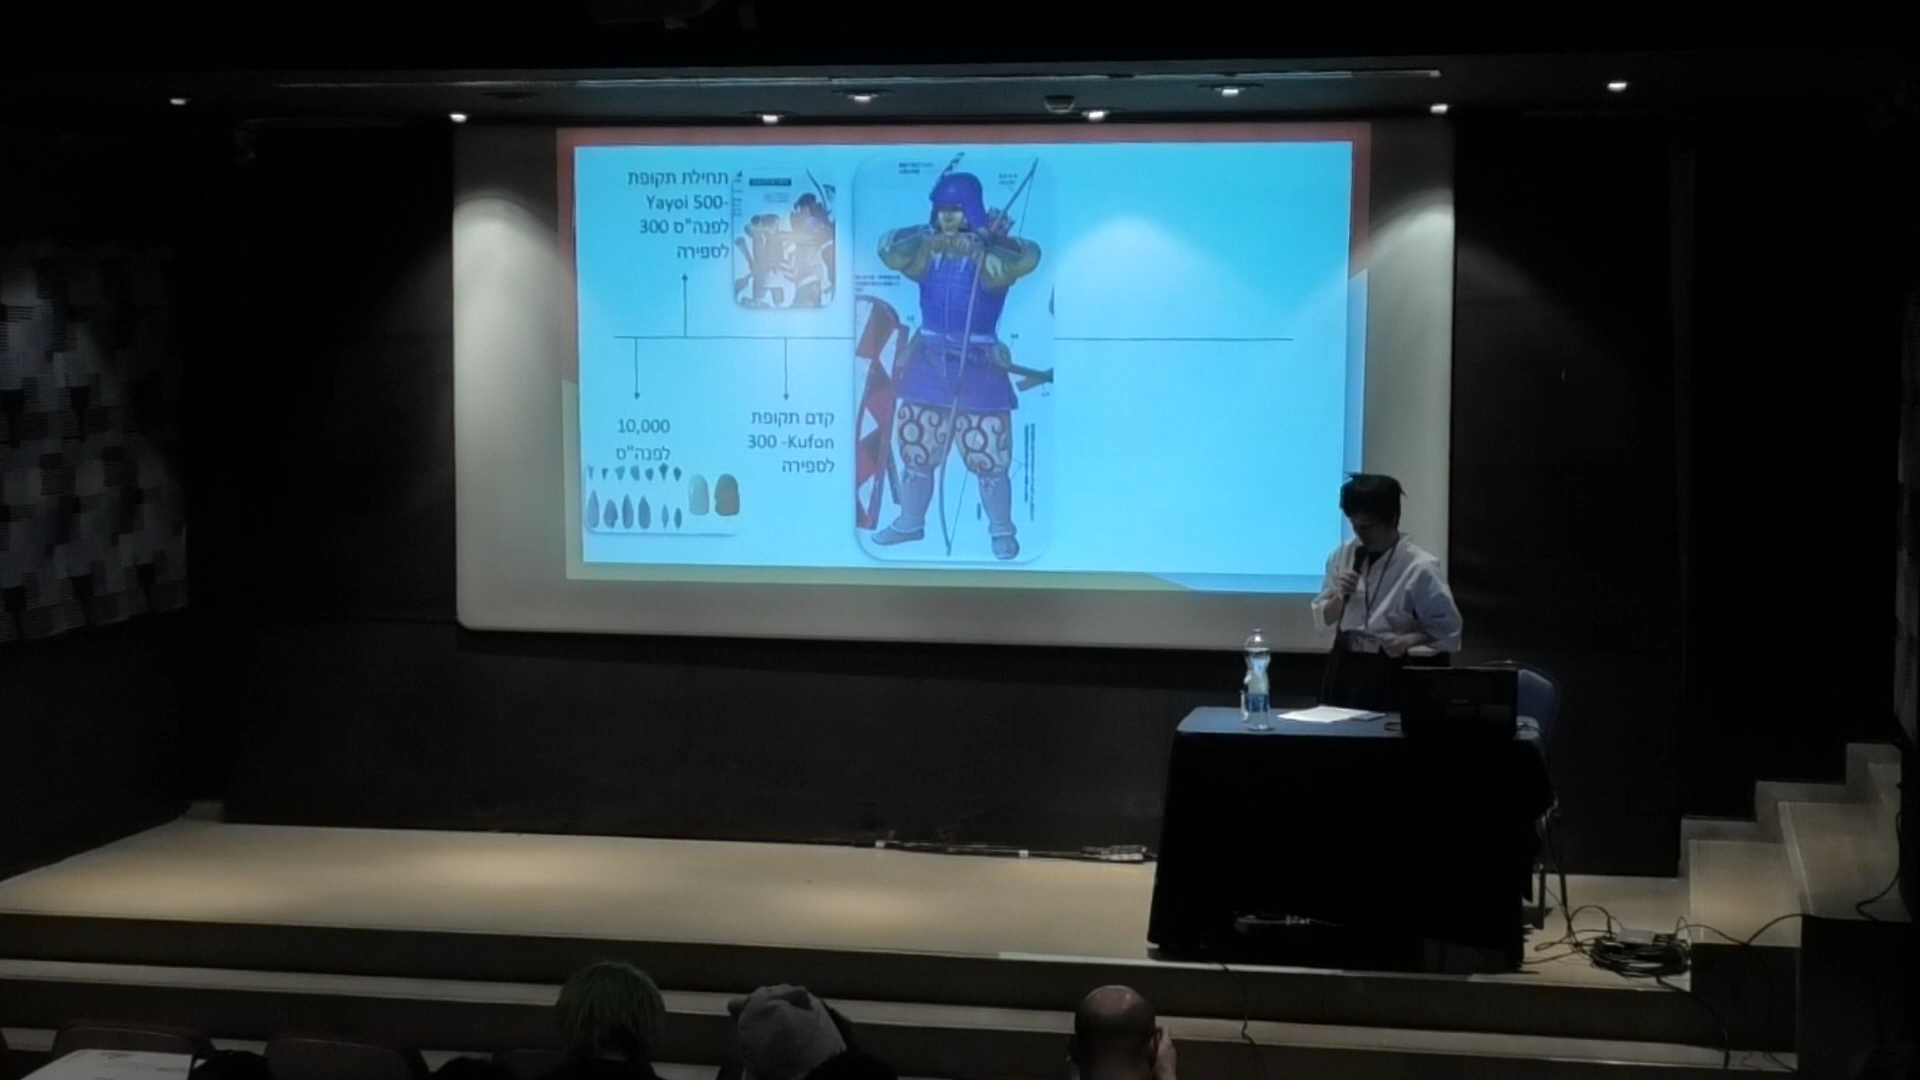 תחילת תקופת
Yayoi 500-
לפנה"ס 300
לספירה
10,000
לפנה"ס
קדם תקופת
300 -Kufon
לספירה